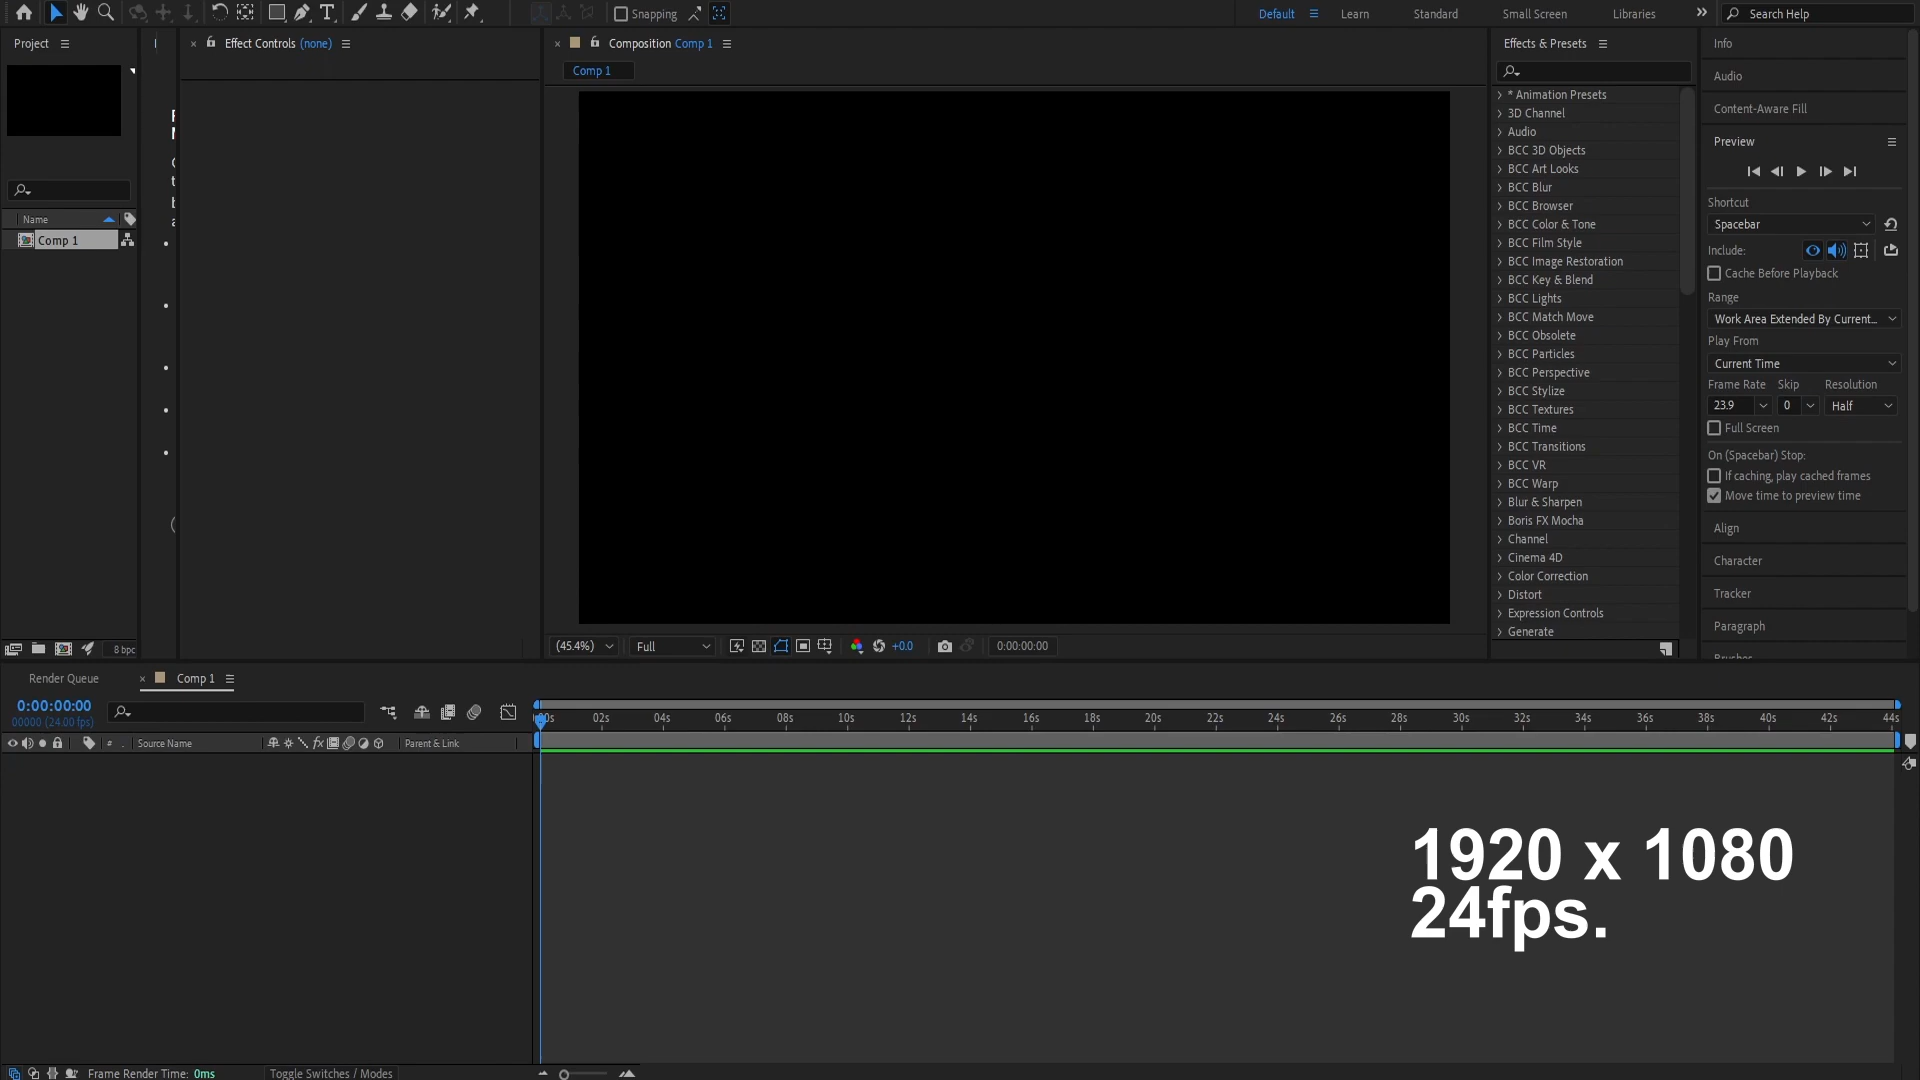 Snapping
Default
Learn
Standard
Small Screen
Libraries
Search Help
Project
Effect Controls (none)
Composition Comp 1
Comp 1
Effects & Presets
* Animation Presets
3D Channel
Audio
BCC 3D Objects
BCC Art Looks
BCC Blur
BCC Browser
BCC Color & Tone
BCC Film Style
BCC Image Restoration
BCC Key & Blend
BCC Lights
BCC Match Move
BCC Obsolete
BCC Particles
BCC Perspective
BCC Stylize
BCC Textures
BCC Time
BCC Transitions
BCC VR
BCC Warp
Blur & Sharpen
Boris FX Mocha
Channel
Cinema 4D
Color Correction
Distort
Expression Controls
Generate
Info
Audio
Content-Aware Fill
Preview
Shortcut
Spacebar
Include:
Cache Before Playback
Range
Work Area Extended By Current...
Play From
Current Time
Frame Rate Skip Resolution
23.9 0 Half
Full Screen
On (Spacebar) Stop:
If caching, play cached frames
Move time to preview time
Align
Character
Tracker
Paragraph
Name
Comp 1
8 bpc
(45.4%) Full +0.0 0:00:00:00
Render Queue
Comp 1
0:00:00:00
00000 (24.00 fps)
02s 04s 06s 08s 10s 12s 14s 16s 18s 20s 22s 24s 26s 28s 30s 32s 34s 36s 38s 40s 42s 44s
# . Source Name fx Parent & Link
1920 x 1080
24fps.
Frame Render Time: 0ms
Toggle Switches / Modes